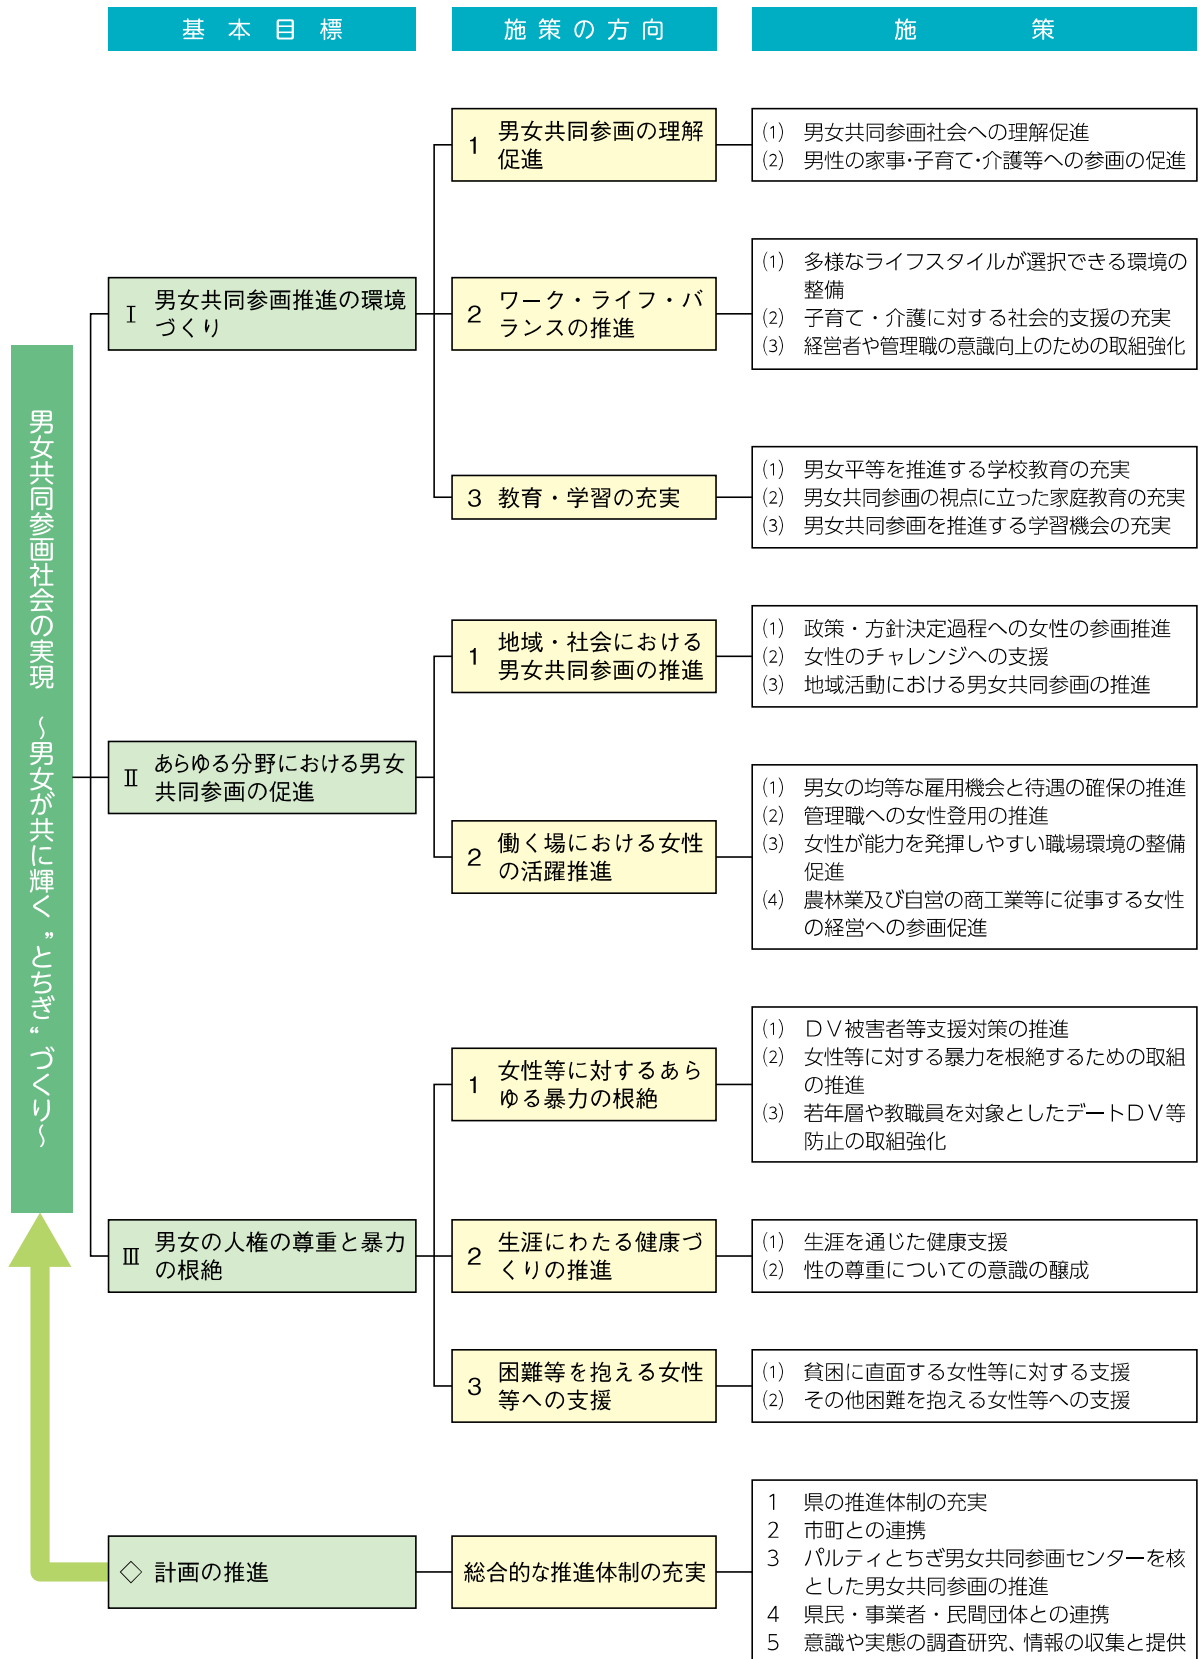 基本目標
施策の方向
施策
男女共同参画社会の実現　～男女が共に輝く“とちぎ”づくり～
Ⅰ 男女共同参画推進の環境
づくり
1 男女共同参画の理解
促進
(1) 男女共同参画社会への理解促進
(2) 男性の家事・子育て・介護等への参画の促進
2 ワーク・ライフ・バ
ランスの推進
(1) 多様なライフスタイルが選択できる環境の
整備
(2) 子育て・介護に対する社会的支援の充実
(3) 経営者や管理職の意識向上のための取組強化
3 教育・学習の充実
(1) 男女平等を推進する学校教育の充実
(2) 男女共同参画の視点に立った家庭教育の充実
(3) 男女共同参画を推進する学習機会の充実
Ⅱ あらゆる分野における男女
共同参画の促進
1 地域・社会における
男女共同参画の推進
(1) 政策・方針決定過程への女性の参画推進
(2) 女性のチャレンジへの支援
(3) 地域活動における男女共同参画の推進
2 働く場における女性
の活躍推進
(1) 男女の均等な雇用機会と待遇の確保の推進
(2) 管理職への女性登用の推進
(3) 女性が能力を発揮しやすい職場環境の整備
促進
(4) 農林業及び自営の商工業等に従事する女性
の経営への参画促進
Ⅲ 男女の人権の尊重と暴力
の根絶
1 女性等に対するあら
ゆる暴力の根絶
(1) ＤＶ被害者等支援対策の推進
(2) 女性等に対する暴力を根絶するための取組
の推進
(3) 若年層や教職員を対象としたデートＤＶ等
防止の取組強化
2 生涯にわたる健康づ
くりの推進
(1) 生涯を通じた健康支援
(2) 性の尊重についての意識の醸成
3 困難等を抱える女性
等への支援
(1) 貧困に直面する女性等に対する支援
(2) その他困難を抱える女性等への支援
◇ 計画の推進
総合的な推進体制の充実
1 県の推進体制の充実
2 市町との連携
3 パルティとちぎ男女共同参画センターを核
とした男女共同参画の推進
4 県民・事業者・民間団体との連携
5 意識や実態の調査研究、情報の収集と提供